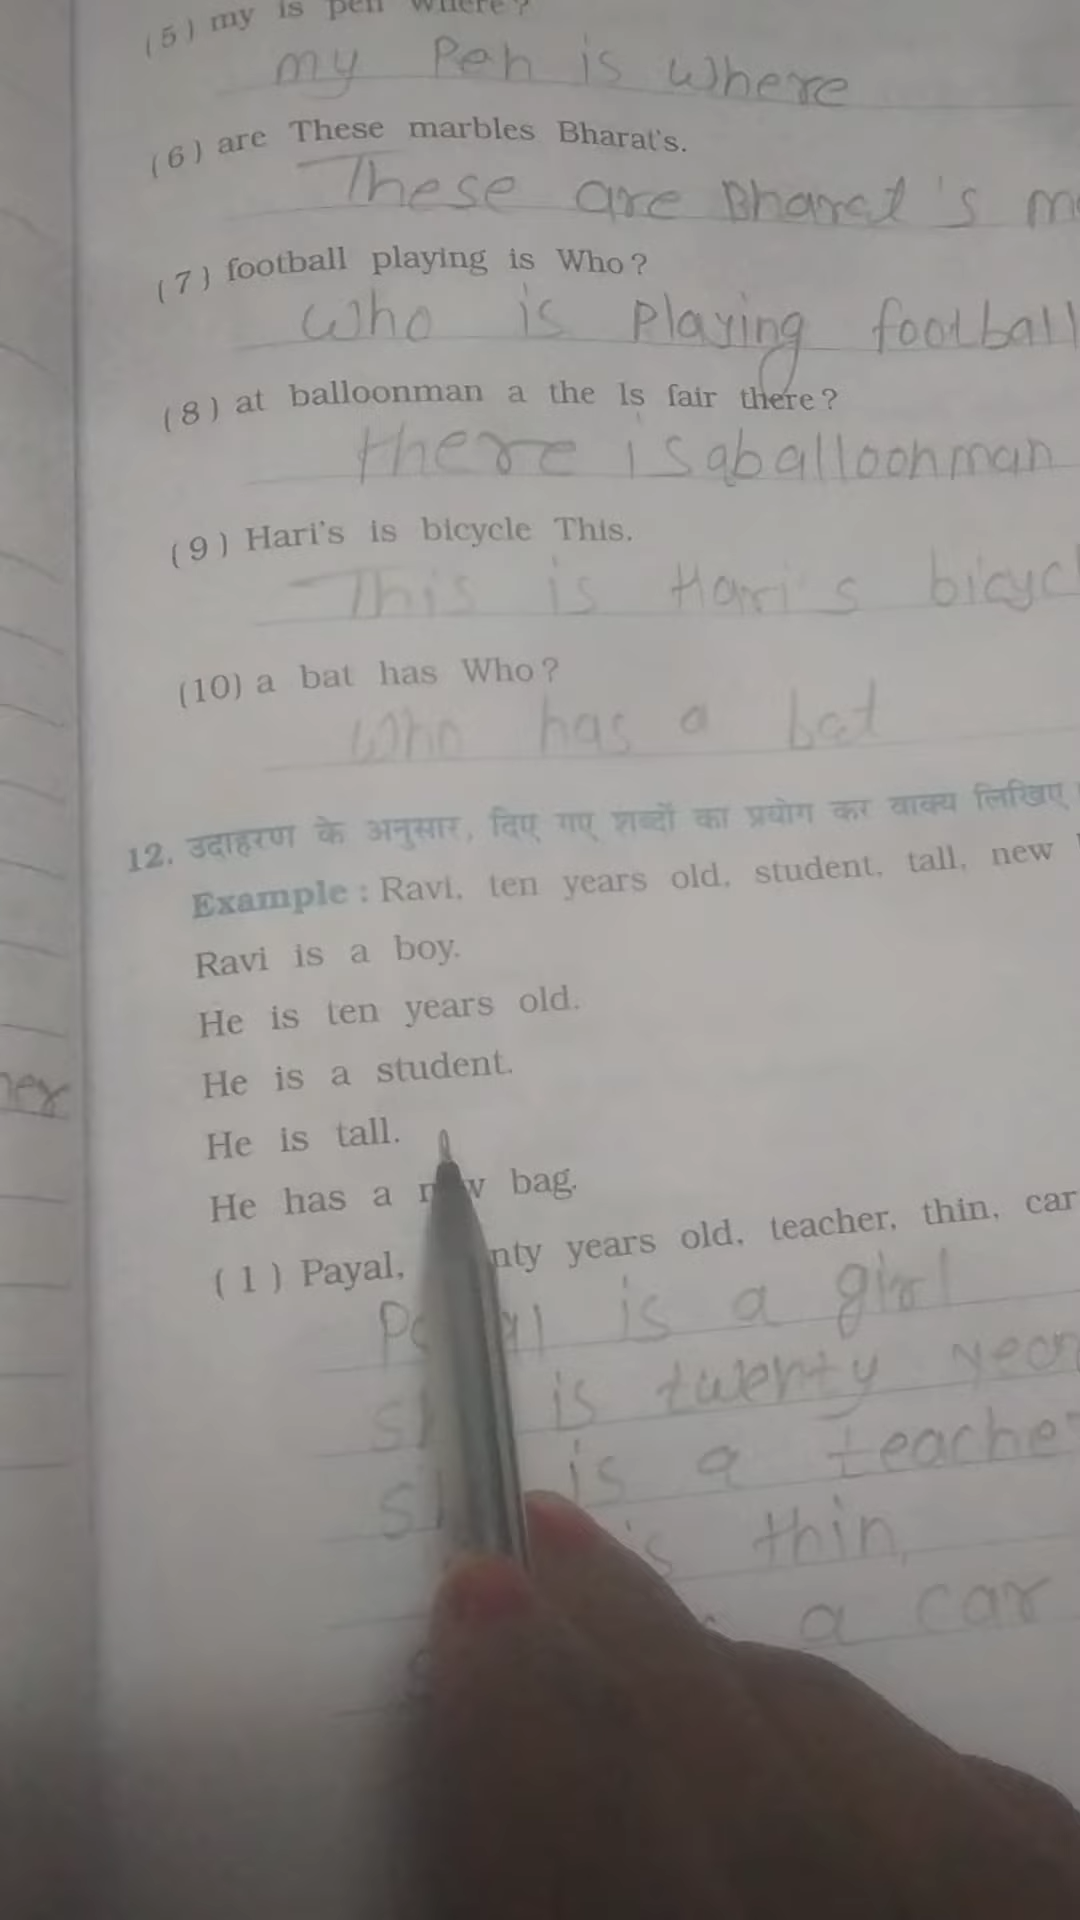 (5) my is pen where?
my Pen is where
(6) are These marbles Bharat's.
These are Bharat's m
(7) football playing is Who?
Who is Playing football
(8) at balloonman a the Is fair there?
there is a balloonman
(9) Hari's is bicycle This.
This is Hari's bicycl
(10) a bat has Who?
Who has a bat
12. उदाहरण के अनुसार, दिए गए शब्दों का प्रयोग कर वाक्य लिखिए
Example : Ravi, ten years old, student, tall, new
Ravi is a boy.
He is ten years old.
He is a student.
He is tall.
He has a new bag.
(1) Payal, nty years old, teacher, thin, car
is a girl
is twenty year
is a teacher
thin
a car